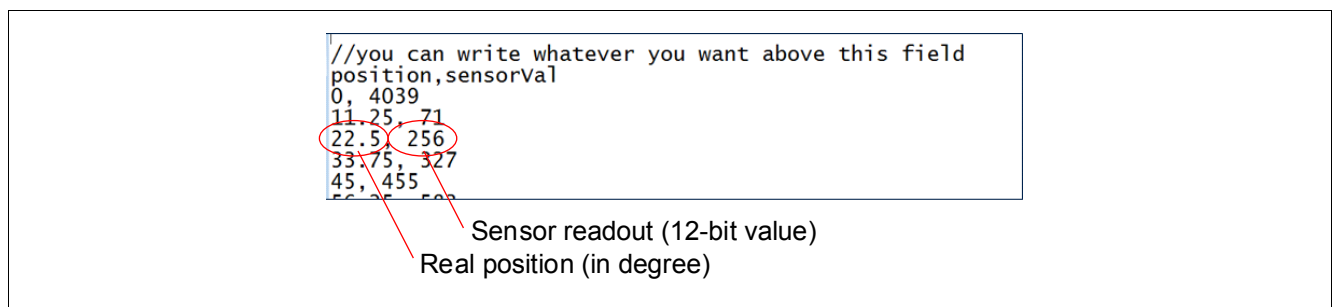 //you can write whatever you want above this field
position,sensorVal
0, 4039
11.25, 71
22.5, 256
33.75, 327
45, 455
Sensor readout (12-bit value)
Real position (in degree)